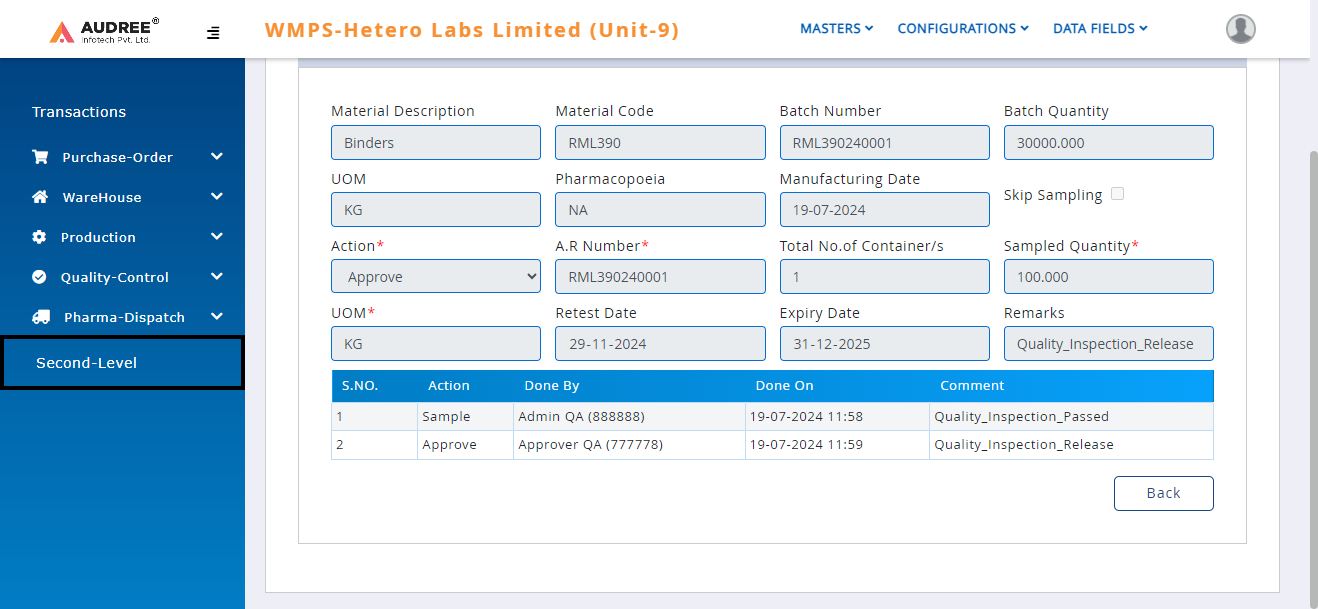 AUDREE®
Infotech Pvt. Ltd.
WMPS-Hetero Labs Limited (Unit-9)
MASTERS CONFIGURATIONS DATA FIELDS
Transactions
Purchase-Order
WareHouse
Production
Quality-Control
Pharma-Dispatch
Second-Level
Material Description Material Code Batch Number Batch Quantity
Binders RML390 RML390240001 30000.000
UOM Pharmacopoeia Manufacturing Date Skip Sampling
KG NA 19-07-2024
Action* A.R Number* Total No.of Container/s Sampled Quantity*
Approve RML390240001 1 100.000
UOM* Retest Date Expiry Date Remarks
KG 29-11-2024 31-12-2025 Quality_Inspection_Release
S.NO. Action Done By Done On Comment
1 Sample Admin QA (888888) 19-07-2024 11:58 Quality_Inspection_Passed
2 Approve Approver QA (777778) 19-07-2024 11:59 Quality_Inspection_Release
Back